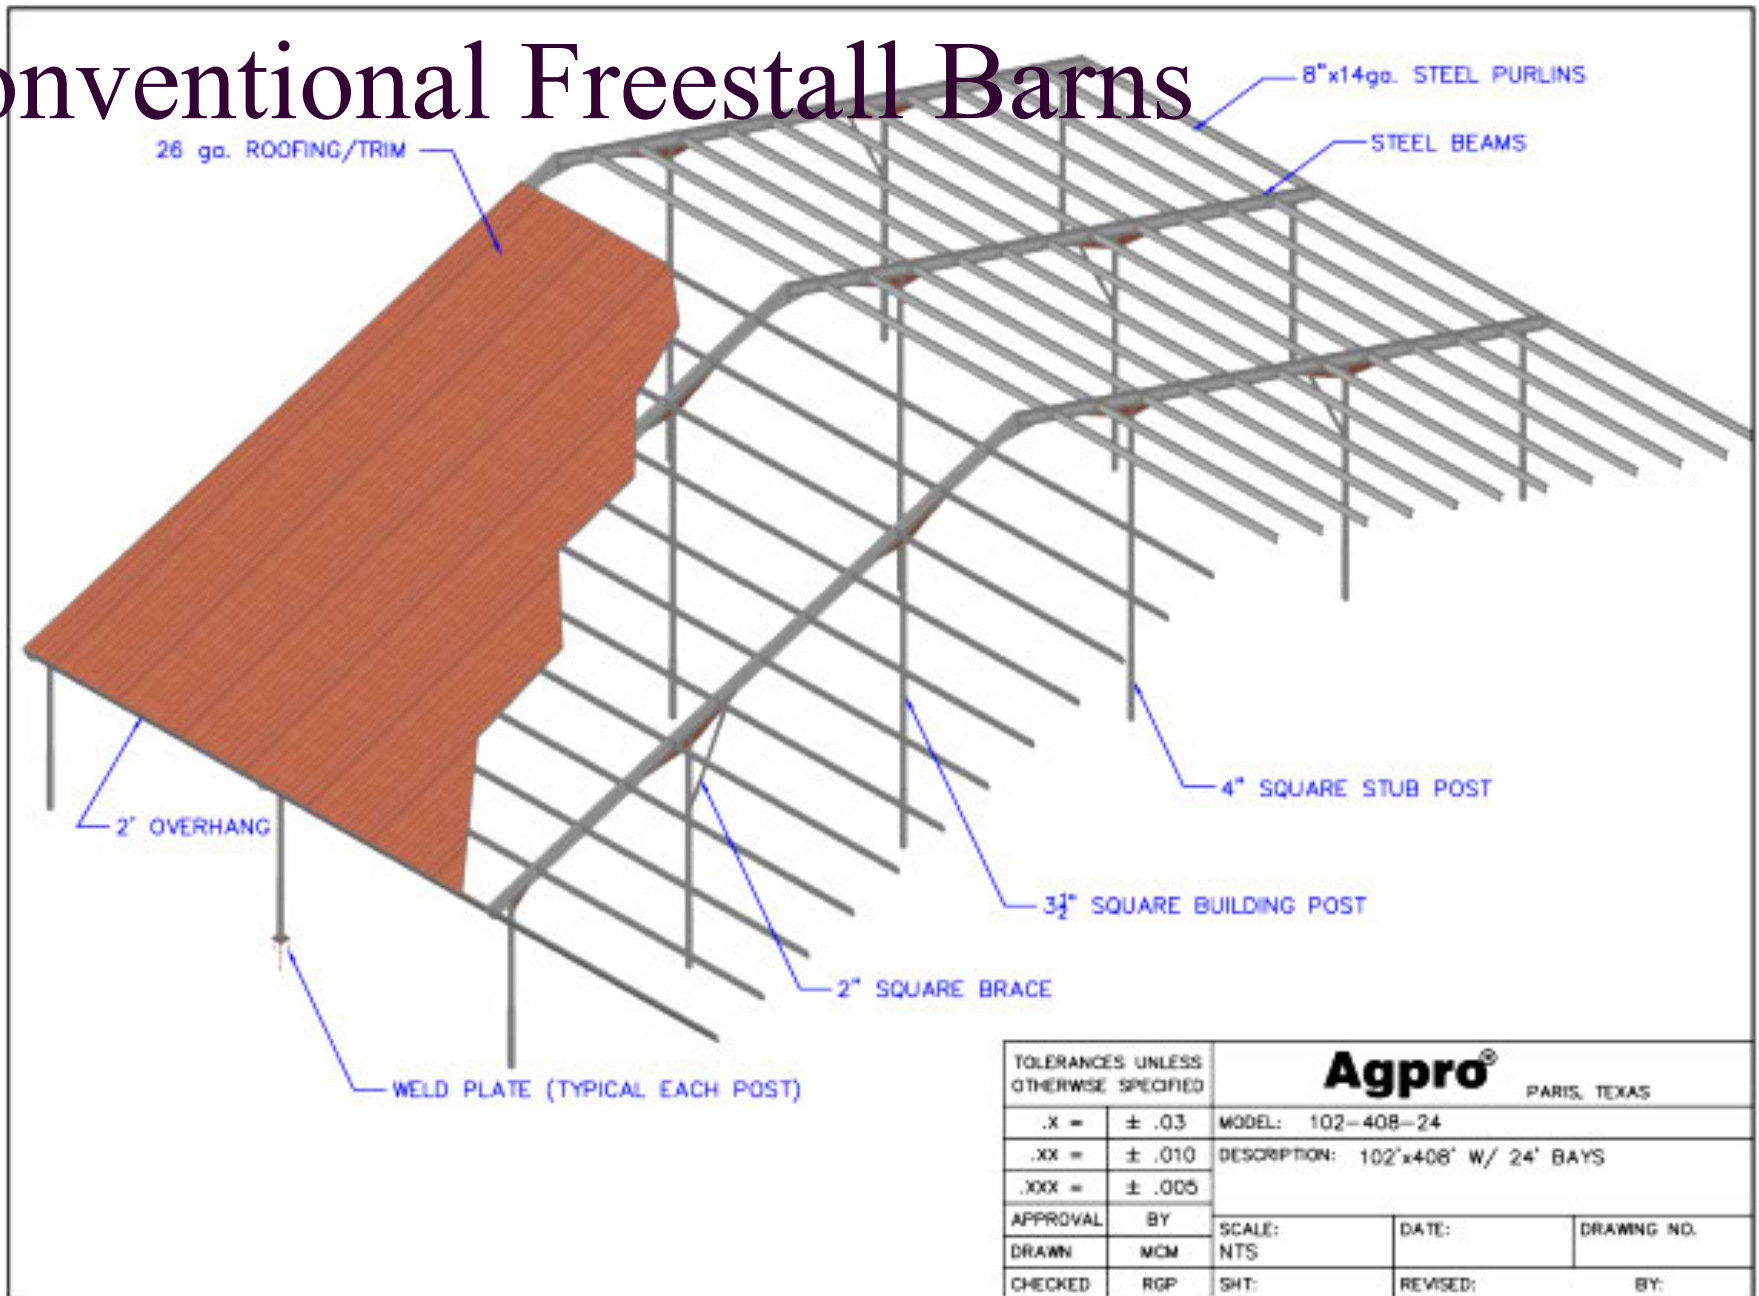 onventional Freestall Barns
8"x14ga. STEEL PURLINS
STEEL BEAMS
26 ga. ROOFING/TRIM
4" SQUARE STUB POST
2' OVERHANG
3½" SQUARE BUILDING POST
2" SQUARE BRACE
WELD PLATE (TYPICAL EACH POST)
TOLERANCES UNLESS
OTHERWISE SPECIFIED
Agpro® PARIS, TEXAS
.X = ± .03 MODEL: 102-408-24
.XX = ± .010 DESCRIPTION: 102'x408' W/ 24' BAYS
.XXX = ± .005
APPROVAL BY SCALE: DATE: DRAWING NO.
DRAWN MCM NTS
CHECKED RGP SHT: REVISED: BY: